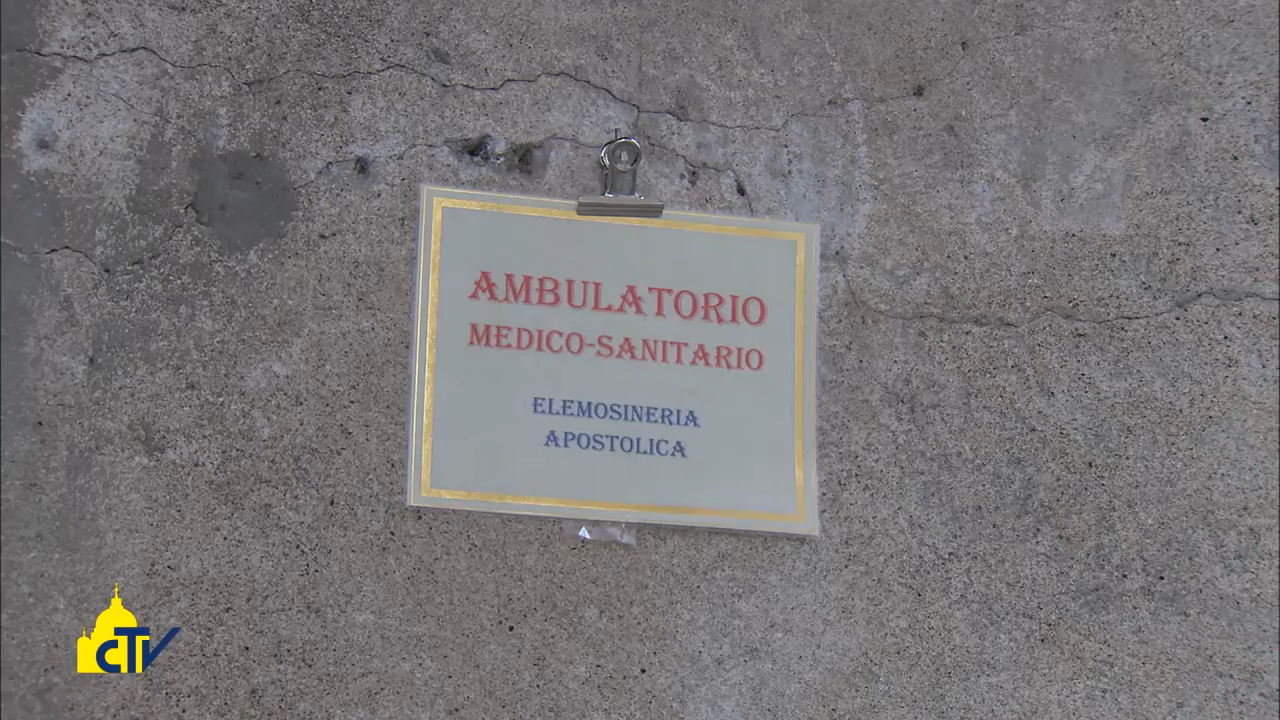 AMBULATORIO
MEDICO-SANITARIO
ELEMOSINERIA
APOSTOLICA
CTV